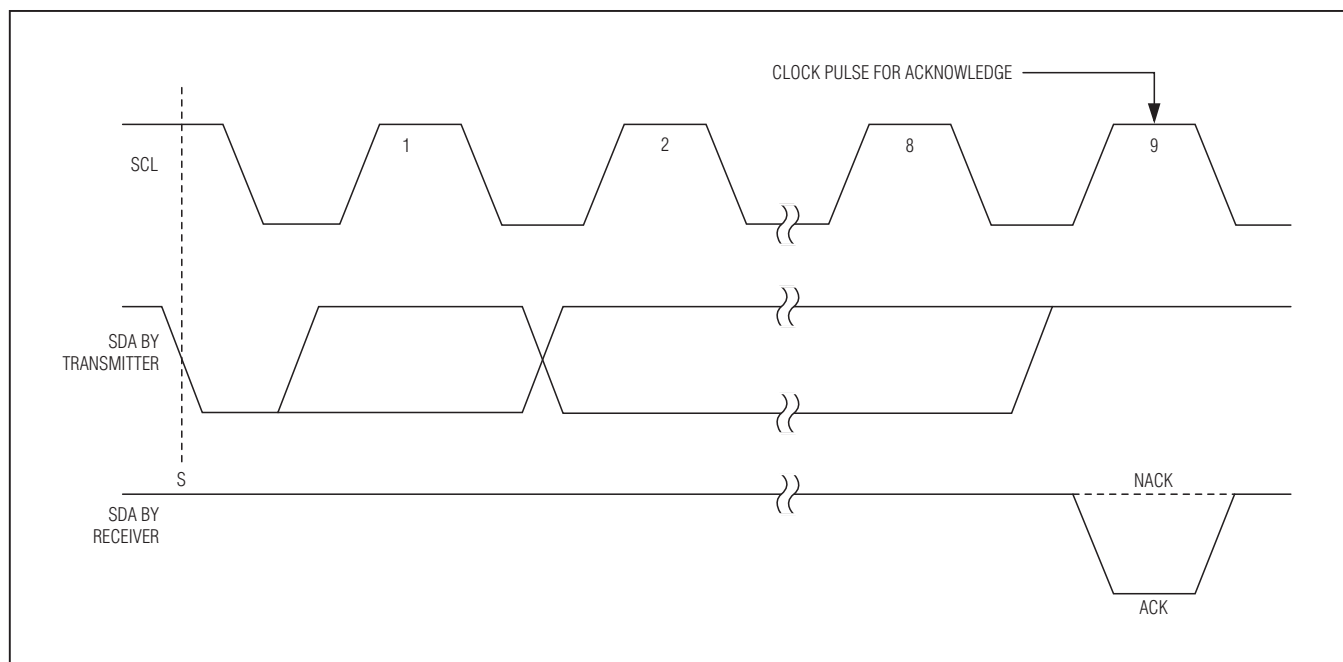 CLOCK PULSE FOR ACKNOWLEDGE
SCL
1
2
8
9
SDA BY
TRANSMITTER
S
SDA BY
RECEIVER
NACK
ACK